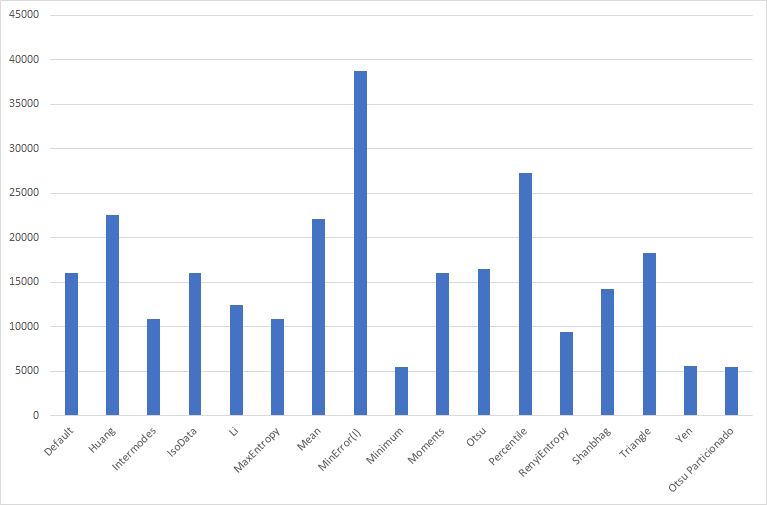 45000
40000
35000
30000
25000
20000
15000
10000
5000
0
Default
Huang
Intermodes
IsoData
Li
MaxEntropy
Mean
MinError(I)
Minimum
Moments
Otsu
Percentile
RenyiEntropy
Shanbhag
Triangle
Yen
Otsu Particionado